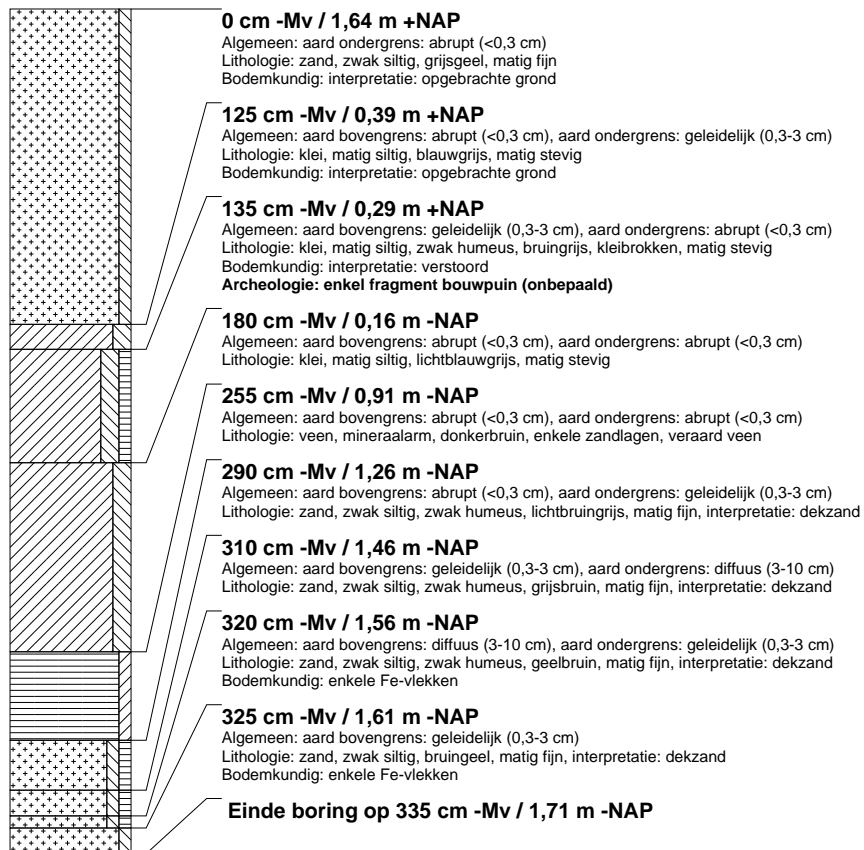 0 cm -Mv / 1,64 m +NAP
Algemeen: aard ondergrens: abrupt (<0,3 cm)
Lithologie: zand, zwak siltig, grijsgeel, matig fijn
Bodemkundig: interpretatie: opgebrachte grond
125 cm -Mv / 0,39 m +NAP
Algemeen: aard bovengrens: abrupt (<0,3 cm), aard ondergrens: geleidelijk (0,3-3 cm)
Lithologie: klei, matig siltig, blauwgrijs, matig stevig
Bodemkundig: interpretatie: opgebrachte grond
135 cm -Mv / 0,29 m +NAP
Algemeen: aard bovengrens: geleidelijk (0,3-3 cm), aard ondergrens: abrupt (<0,3 cm)
Lithologie: klei, matig siltig, zwak humeus, bruingrijs, kleibrokken, matig stevig
Bodemkundig: interpretatie: verstoord
Archeologie: enkel fragment bouwpuin (onbepaald)
180 cm -Mv / 0,16 m -NAP
Algemeen: aard bovengrens: abrupt (<0,3 cm), aard ondergrens: abrupt (<0,3 cm)
Lithologie: klei, matig siltig, lichtblauwgrijs, matig stevig
255 cm -Mv / 0,91 m -NAP
Algemeen: aard bovengrens: abrupt (<0,3 cm), aard ondergrens: abrupt (<0,3 cm)
Lithologie: veen, mineraalarm, donkerbruin, enkele zandlagen, veraard veen
290 cm -Mv / 1,26 m -NAP
Algemeen: aard bovengrens: abrupt (<0,3 cm), aard ondergrens: geleidelijk (0,3-3 cm)
Lithologie: zand, zwak siltig, zwak humeus, lichtbruingrijs, matig fijn, interpretatie: dekzand
310 cm -Mv / 1,46 m -NAP
Algemeen: aard bovengrens: geleidelijk (0,3-3 cm), aard ondergrens: diffuus (3-10 cm)
Lithologie: zand, zwak siltig, zwak humeus, grijsbruin, matig fijn, interpretatie: dekzand
320 cm -Mv / 1,56 m -NAP
Algemeen: aard bovengrens: diffuus (3-10 cm), aard ondergrens: geleidelijk (0,3-3 cm)
Lithologie: zand, zwak siltig, zwak humeus, geelbruin, matig fijn, interpretatie: dekzand
Bodemkundig: enkele Fe-vlekken
325 cm -Mv / 1,61 m -NAP
Algemeen: aard bovengrens: geleidelijk (0,3-3 cm)
Lithologie: zand, zwak siltig, bruingeel, matig fijn, interpretatie: dekzand
Bodemkundig: enkele Fe-vlekken
Einde boring op 335 cm -Mv / 1,71 m -NAP